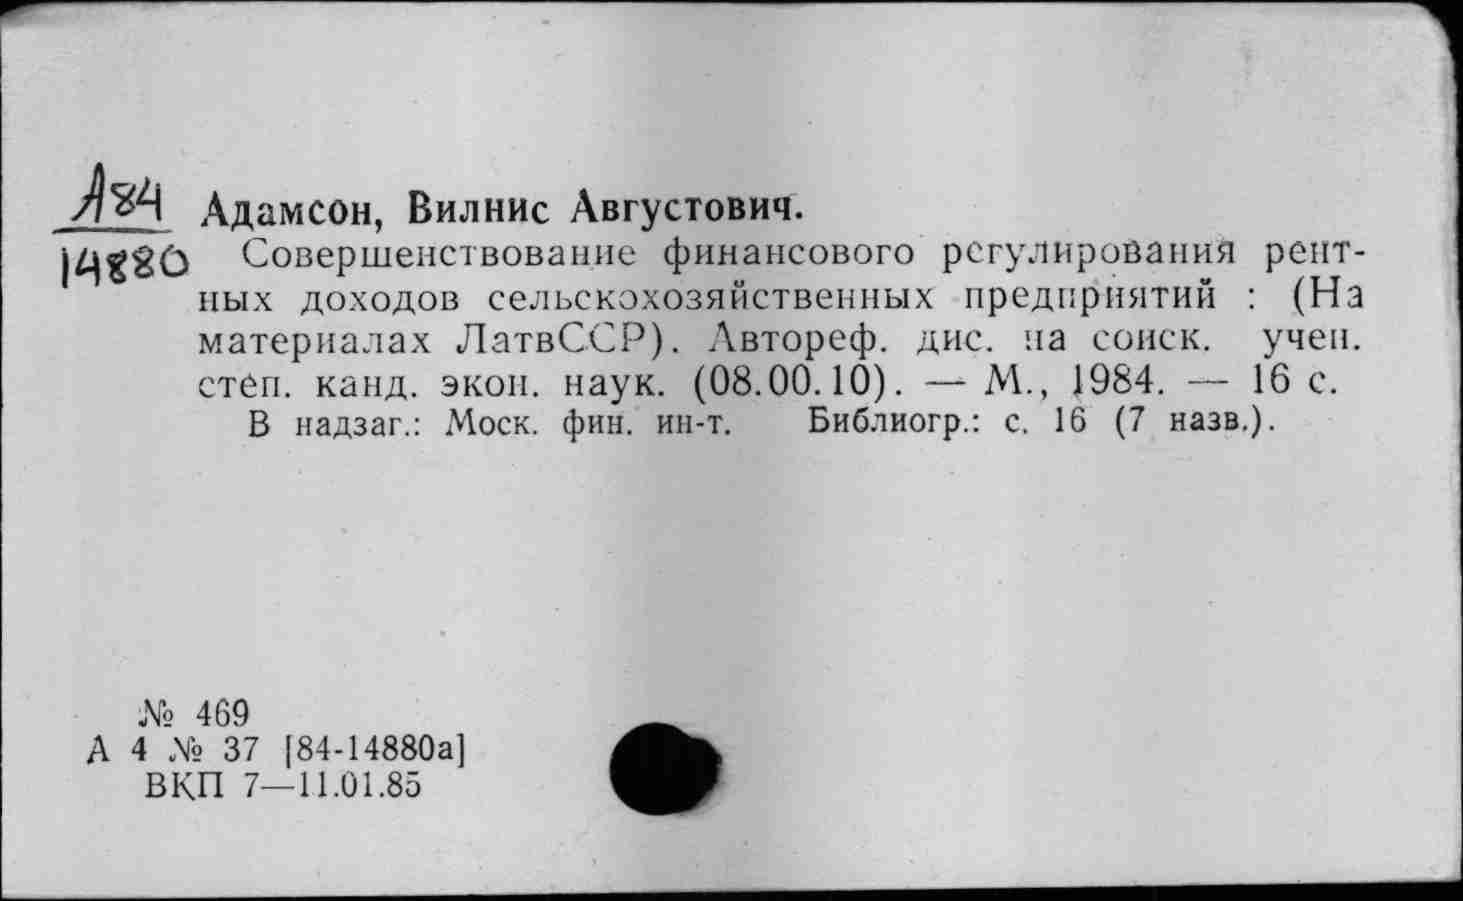 А84 Адамсон, Вилнис Августович.
14880 Совершенствование финансового регулирования рент-
ных доходов сельскохозяйственных предприятий : (На
материалах ЛатвССР). Автореф. дис. на соиск. учен.
степ. канд. экон. наук. (08.00.10). — М., 1984. — 16 с.
В надзаг.: Моск. фин. ин-т. Библиогр.: с. 16 (7 назв.).
№ 469
А 4 № 37 [84-14880а]
ВКП 7—11.01.85